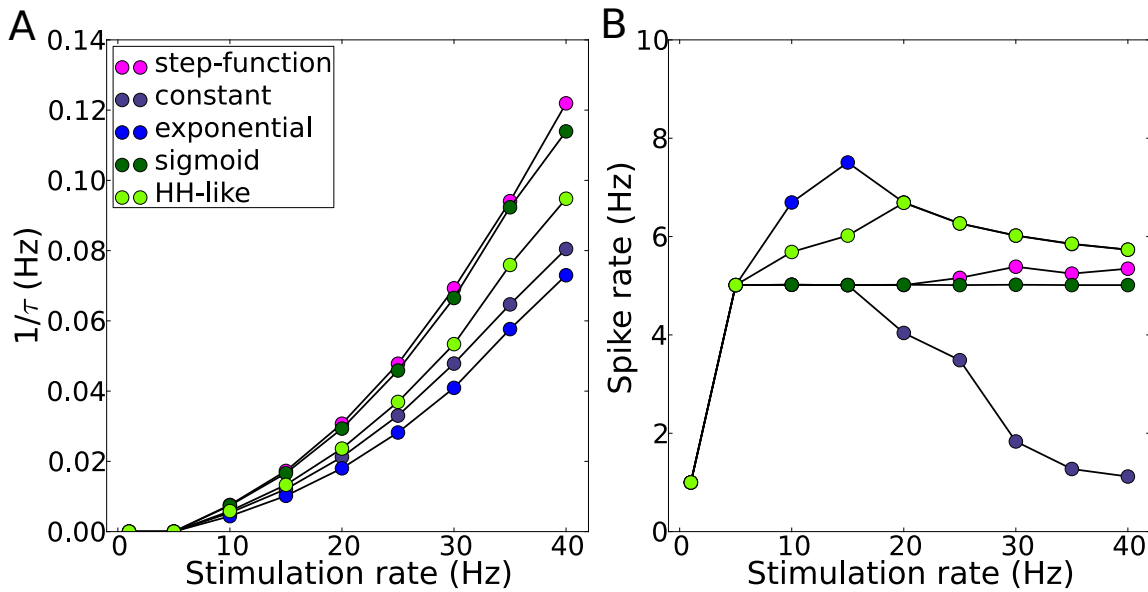 A
0.14
0.12
0.10
0.08
0.06
0.04
0.02
0.00
1/τ (Hz)
step-function
constant
exponential
sigmoid
HH-like
0 10 20 30 40
Stimulation rate (Hz)
B
10
8
6
4
2
0
Spike rate (Hz)
0 10 20 30 40
Stimulation rate (Hz)